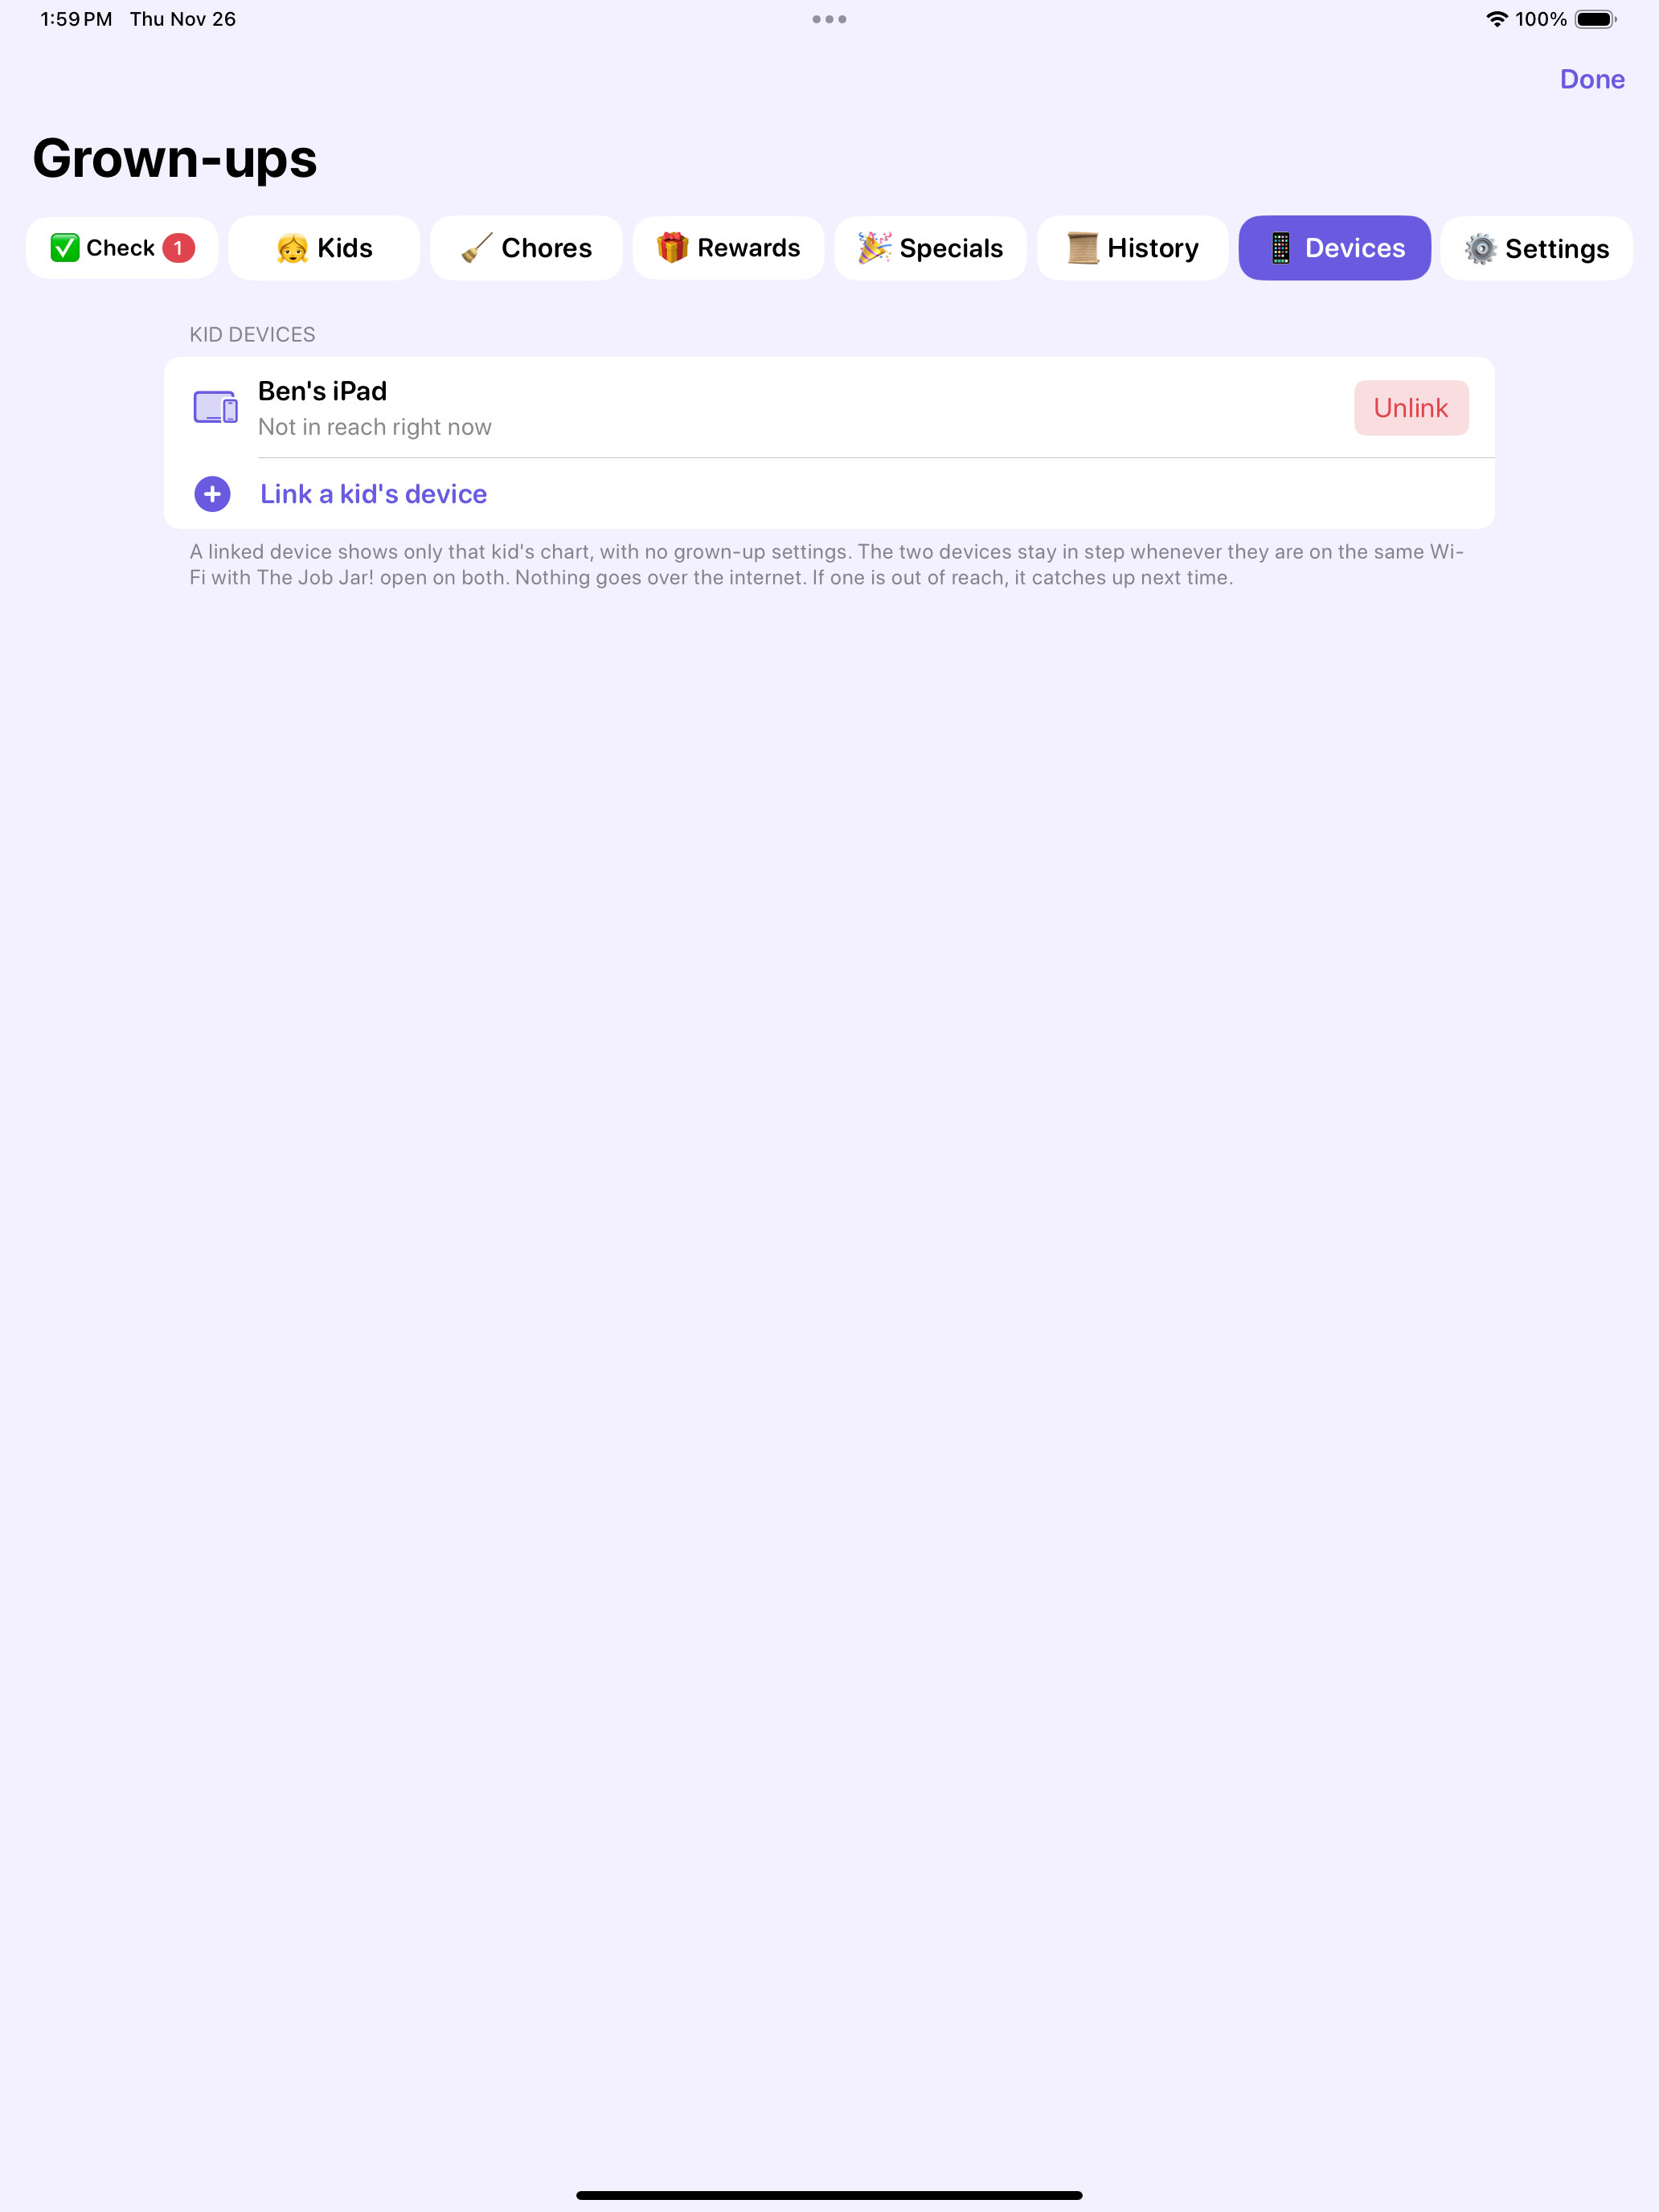 1:59 PM Thu Nov 26
100%
Done
Grown-ups
Check 1
Kids
Chores
Rewards
Specials
History
Devices
Settings
KID DEVICES
Ben's iPad
Not in reach right now
Unlink
Link a kid's device
A linked device shows only that kid's chart, with no grown-up settings. The two devices stay in step whenever they are on the same Wi-
Fi with The Job Jar! open on both. Nothing goes over the internet. If one is out of reach, it catches up next time.